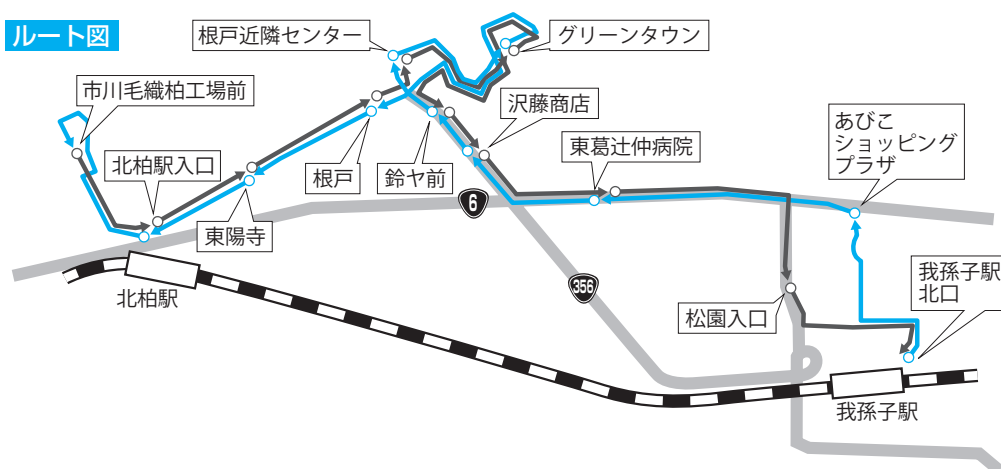 ルート図
根戸近隣センター
グリーンタウン
市川毛織柏工場前
沢藤商店
あびこ
ショッピング
プラザ
東葛辻仲病院
北柏駅入口
根戸
鈴ヤ前
6
東陽寺
356
我孫子駅
北口
北柏駅
松園入口
我孫子駅